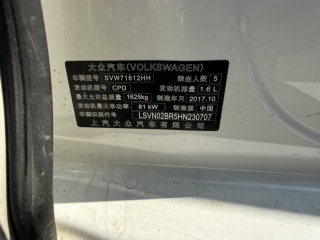 大众汽车(VOLKSWAGEN)
车辆型号 SVW71612HH 乘坐人数 5
发动机型号 CPD 发动机排量 1.6 L
最大允许总质量 1625kg 制造年月 2017.10
发动机最大净功率 81 kW 制造国 中国
车辆识别代号 LSVN02BR5HN230707
上汽大众汽车有限公司制造